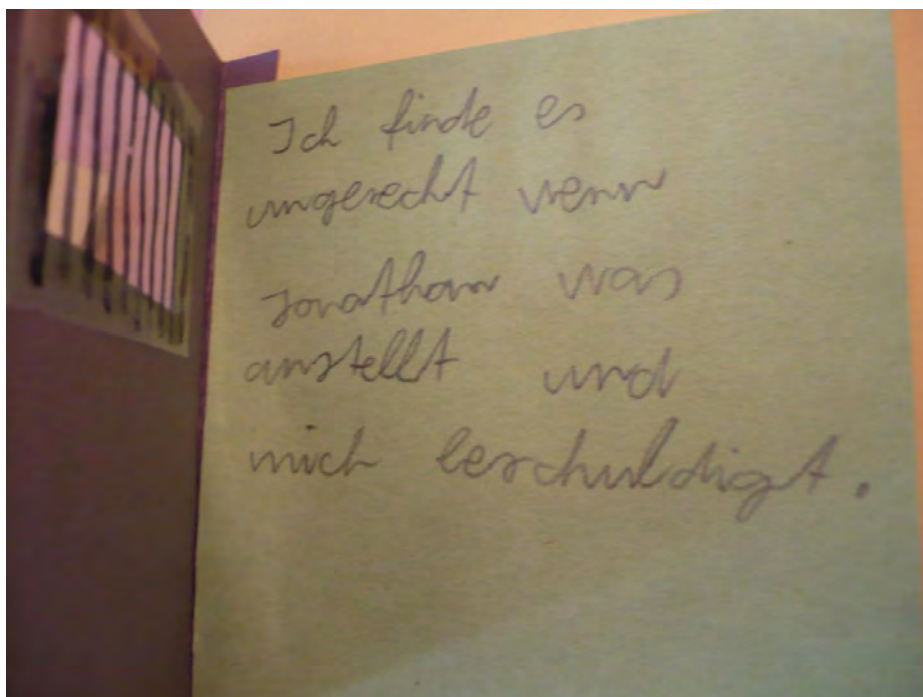 Ich finde es
ungerecht wenn
Jonathan was
anstellt und
mich beschuldigt.